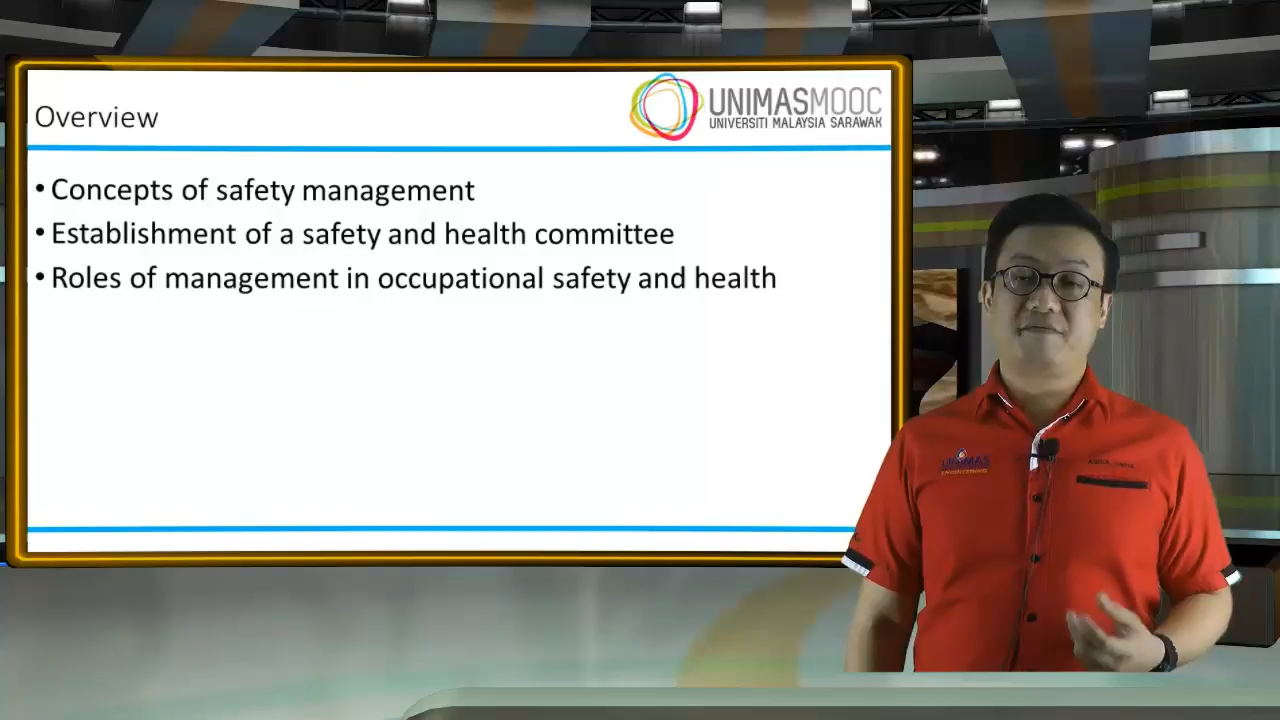 Overview
UNIMASMOOC
UNIVERSITI MALAYSIA SARAWAK
• Concepts of safety management
• Establishment of a safety and health committee
• Roles of management in occupational safety and health
UNIMAS